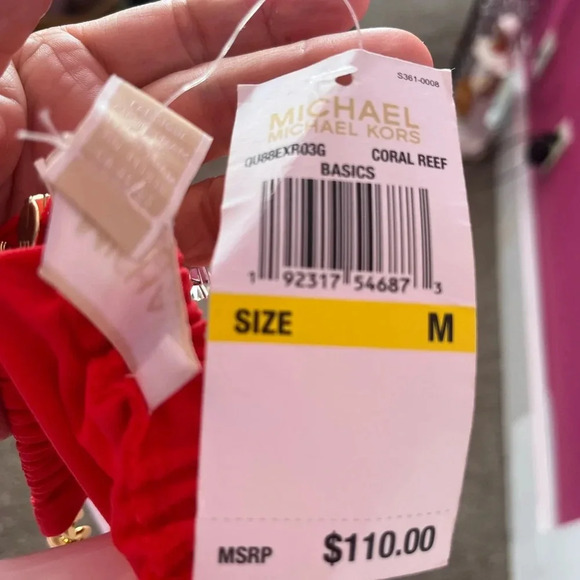 S361-0008
MICHAEL
MICHAEL KORS
QU88EXR03G CORAL REEF
BASICS
1 92317 54687 3
SIZE M
MSRP $110.00